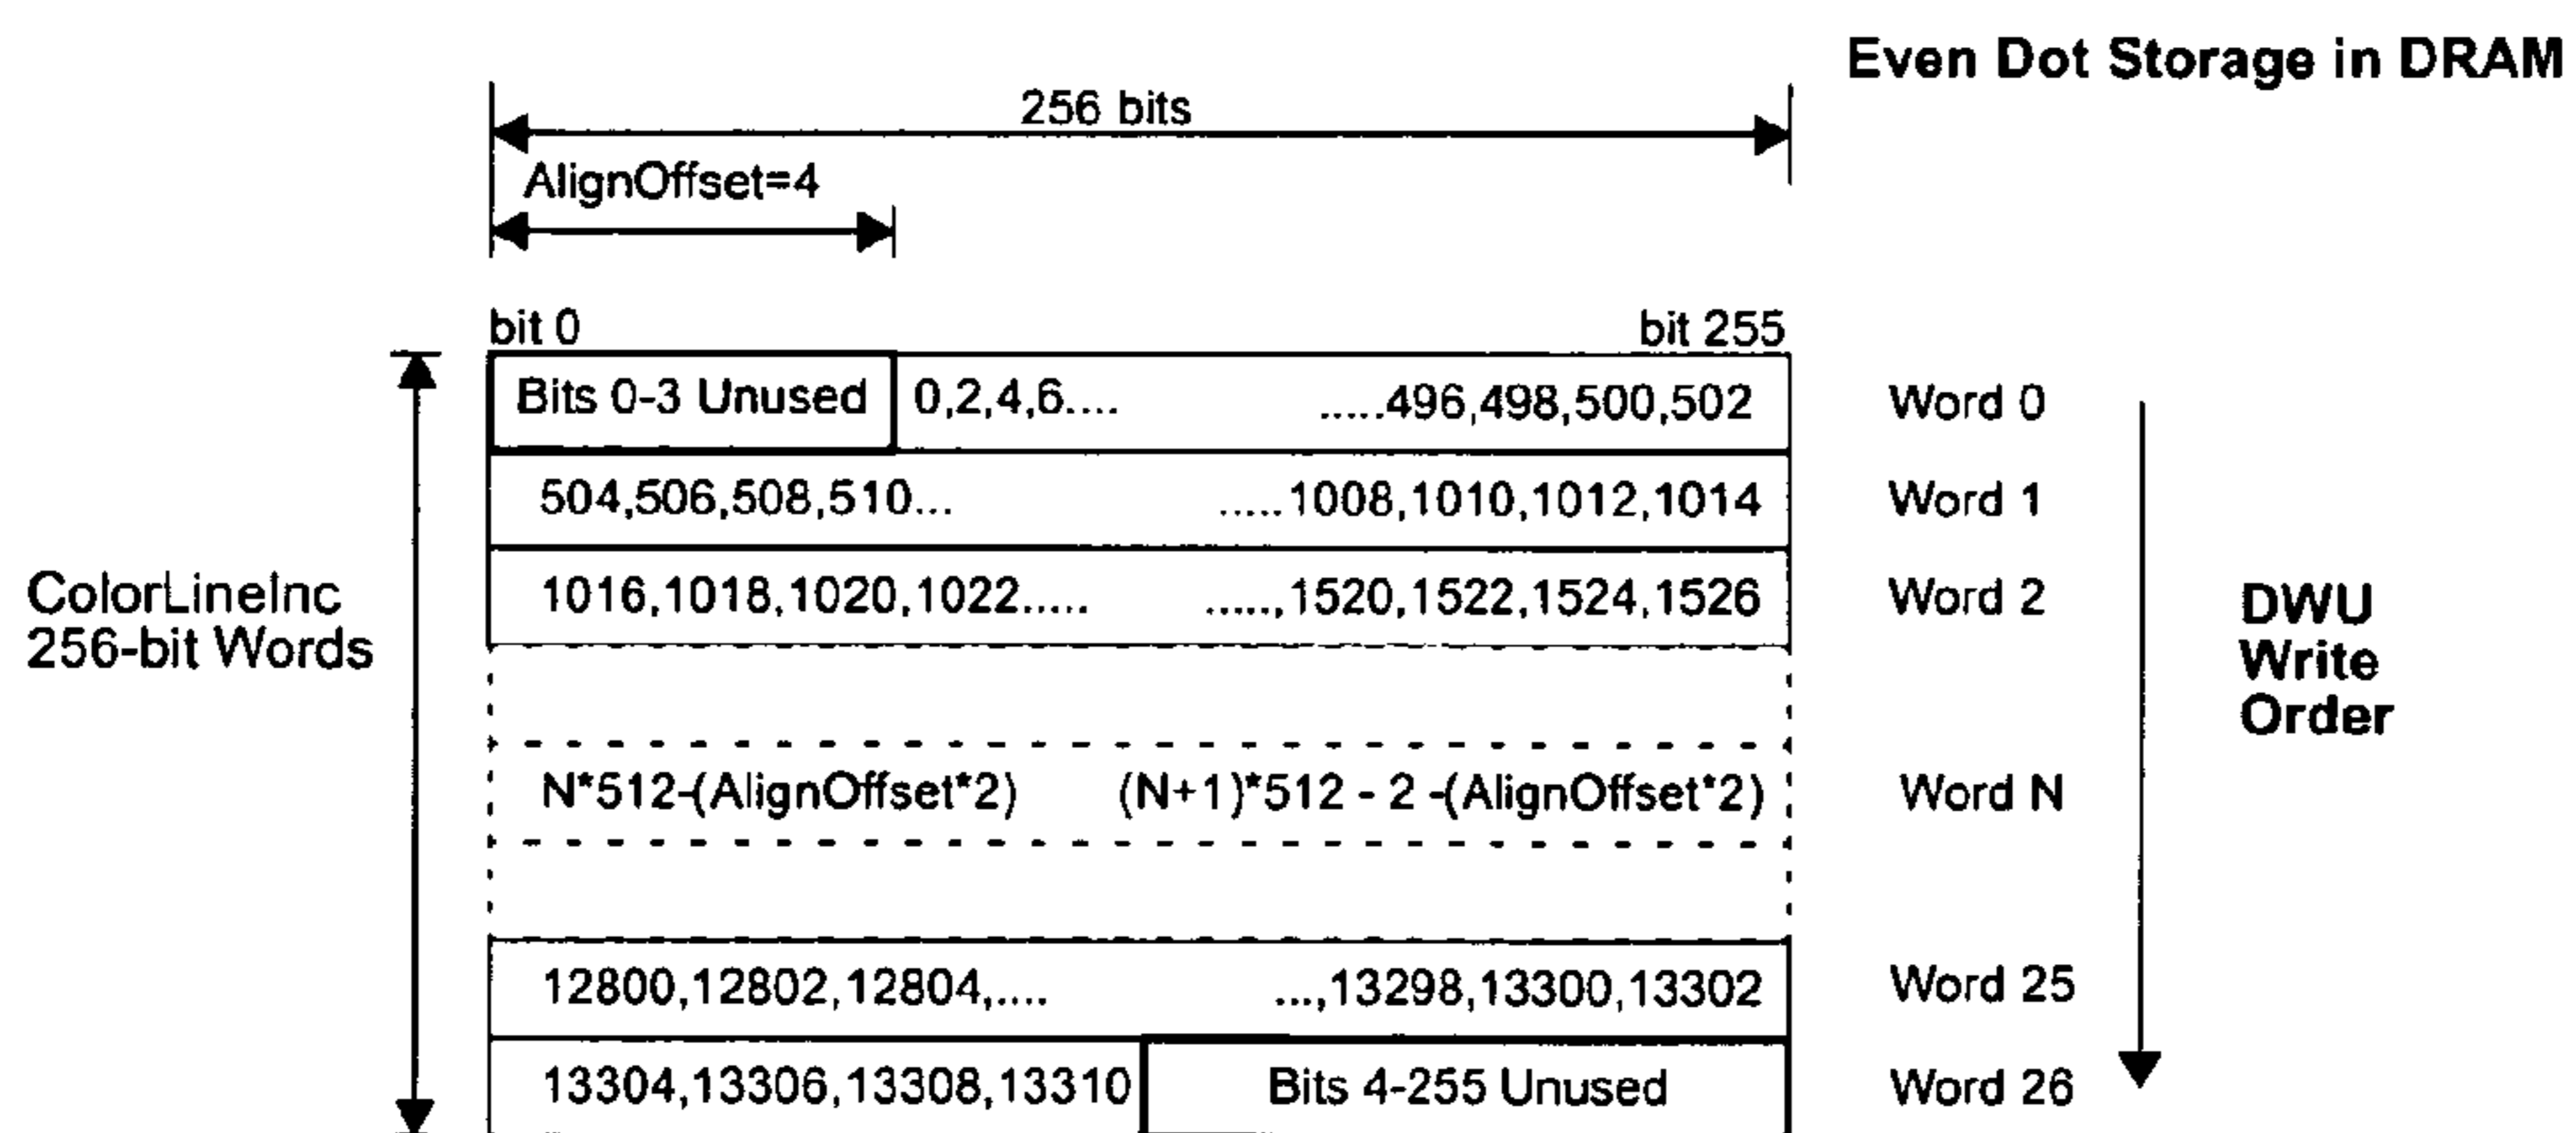 Even Dot Storage in DRAM
256 bits
AlignOffset=4
bit 0
bit 255
Bits 0-3 Unused
0,2,4,6....
.....496,498,500,502
Word 0
504,506,508,510...
.....1008,1010,1012,1014
Word 1
1016,1018,1020,1022.....
.....,1520,1522,1524,1526
Word 2
ColorLineInc
256-bit Words
DWU
Write
Order
N*512-(AlignOffset*2)
(N+1)*512 - 2 -(AlignOffset*2)
Word N
12800,12802,12804,....
...,13298,13300,13302
Word 25
13304,13306,13308,13310
Bits 4-255 Unused
Word 26